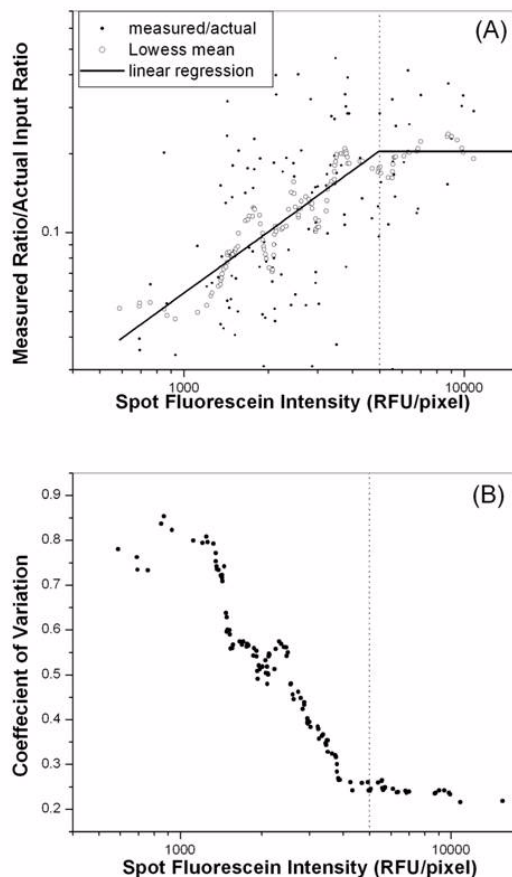 (A)
measured/actual
Lowess mean
linear regression
Measured Ratio/Actual Input Ratio
0.1
1000
10000
Spot Fluorescein Intensity (RFU/pixel)
(B)
Coeffecient of Variation
0.9
0.8
0.7
0.6
0.5
0.4
0.3
0.2
1000
10000
Spot Fluorescein Intensity (RFU/pixel)